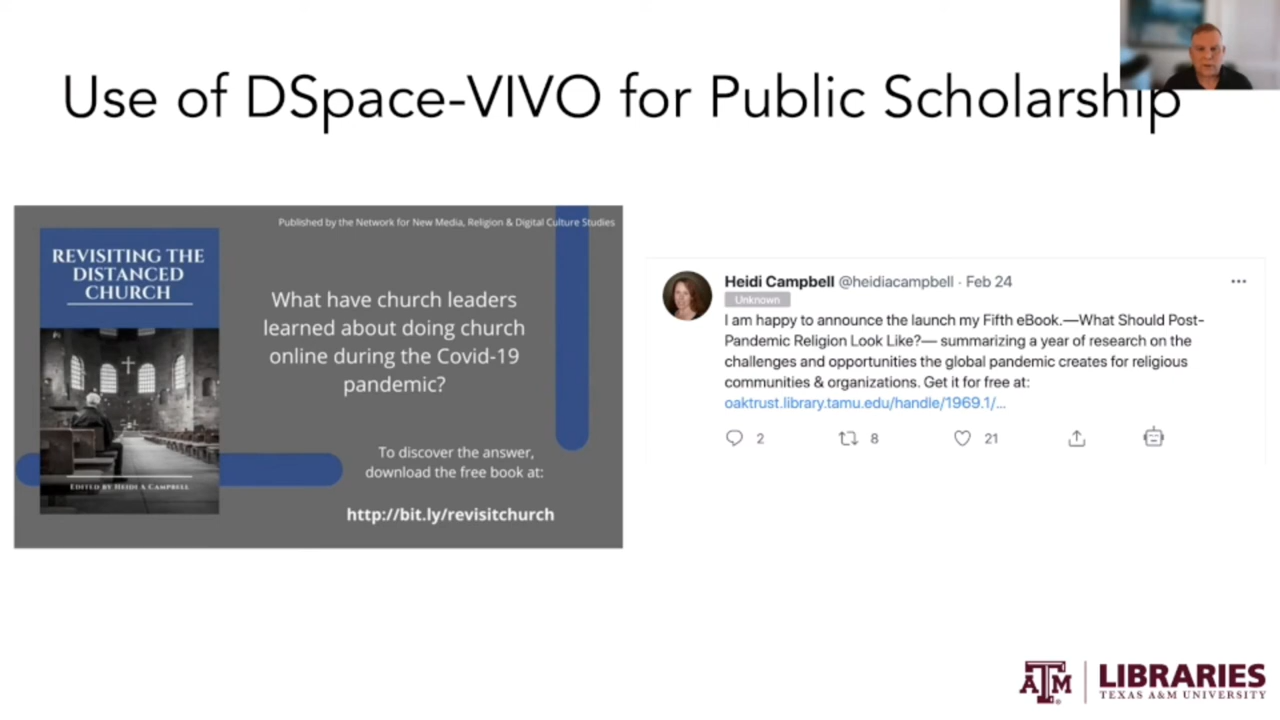 Use of DSpace-VIVO for Public Scholarship
Published by the Network for New Media, Religion & Digital Culture Studies
REVISITING THE
DISTANCED
CHURCH
EDITED BY HEIDI A CAMPBELL
What have church leaders
learned about doing church
online during the Covid-19
pandemic?
To discover the answer,
download the free book at:
http://bit.ly/revisitchurch
Heidi Campbell @heidiacampbell · Feb 24
Unknown
I am happy to announce the launch my Fifth eBook.—What Should Post-
Pandemic Religion Look Like?— summarizing a year of research on the
challenges and opportunities the global pandemic creates for religious
communities & organizations. Get it for free at:
oaktrust.library.tamu.edu/handle/1969.1/...
2 8 21
ATM LIBRARIES
TEXAS A&M UNIVERSITY